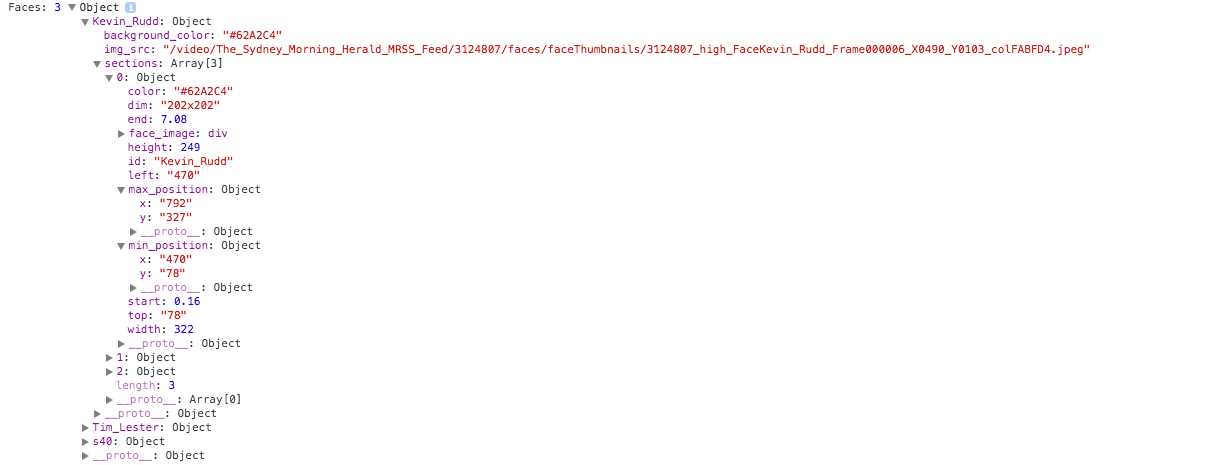 Faces: 3 ▼Object i
▼Kevin_Rudd: Object
background_color: "#62A2C4"
img_src: "/video/The_Sydney_Morning_Herald_MRSS_Feed/3124807/faces/faceThumbnails/3124807_high_FaceKevin_Rudd_Frame000006_X0490_Y0103_colFABFD4.jpeg"
▼sections: Array[3]
▼0: Object
color: "#62A2C4"
dim: "202x202"
end: 7.08
▶face_image: div
height: 249
id: "Kevin_Rudd"
left: "470"
▼max_position: Object
x: "792"
y: "327"
▶__proto__: Object
▼min_position: Object
x: "470"
y: "78"
▶__proto__: Object
start: 0.16
top: "78"
width: 322
▶__proto__: Object
▶1: Object
▶2: Object
length: 3
▶__proto__: Array[0]
▶__proto__: Object
▶Tim_Lester: Object
▶s40: Object
▶__proto__: Object